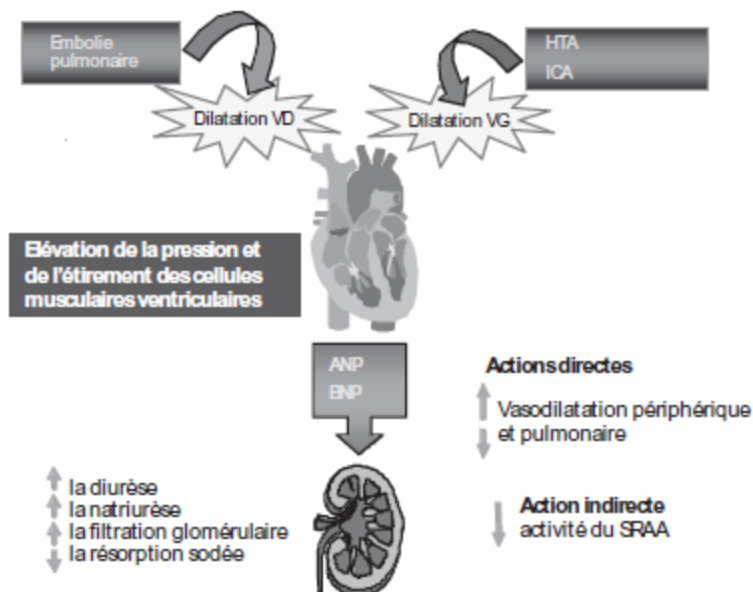 Embolie
pulmonaire
HTA
ICA
Dilatation VD
Dilatation VG
Elévation de la pression et
de l'étirement des cellules
musculaires ventriculaires
ANP
BNP
Actions directes
Vasodilatation périphérique
et pulmonaire
la diurèse
la natriurèse
la filtration glomérulaire
la résorption sodée
Action indirecte
activité du SRAA